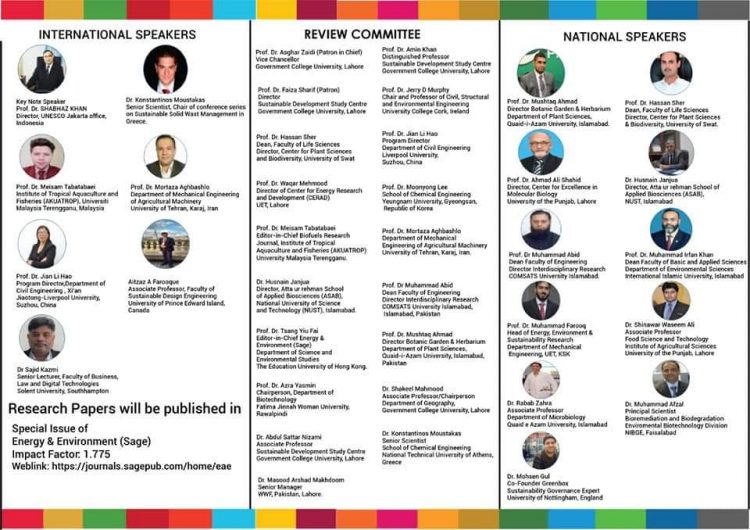 INTERNATIONAL SPEAKERS
Key Note Speaker
Prof. Dr. SHABHAZ KHAN
Director, UNESCO Jakarta office,
Indonesia
Dr. Konstantinos Moustakas
Senior Scientist, Chair of conference series
on Sustainable Solid Wast Management in
Greece.
Prof. Dr. Meisam Tabatabaei
Institute of Tropical Aquaculture and
Fisheries (AKUATROP), Universiti
Malaysia Terengganu, Malaysia
Prof. Dr. Mortaza Aghbashlo
Department of Mechanical Engineering
of Agricultural Machinery
University of Tehran, Karaj, Iran
Prof. Dr. Jian Li Hao
Program Director,Department of
Civil Engineering , Xi'an
Jiaotong-Liverpool University,
Suzhou, China
Aitzaz A Farooque
Associate Professor, Faculty of
Sustainable Design Engineering
University of Prince Edward Island,
Canada
Dr Sajid Kazmi
Senior Lecturer, Faculty of Business,
Law and Digital Technologies
Solent University, Southhampton
Research Papers will be published in
Special Issue of
Energy & Environment (Sage)
Impact Factor: 1.775
Weblink: https://journals.sagepub.com/home/eae
REVIEW COMMITTEE
Prof. Dr. Asghar Zaidi (Patron in Chief)
Vice Chancellor
Government College University, Lahore
Prof. Dr. Faiza Sharif (Patron)
Director
Sustainable Development Study Centre
Government College University, Lahore
Prof. Dr. Hassan Sher
Dean, Faculty of Life Sciences
Director, Center for Plant Sciences
and Biodiversity, University of Swat
Prof. Dr. Waqar Mehmood
Director of Center for Energy Research
and Development (CERAD)
UET, Lahore
Prof. Dr. Meisam Tabatabaei
Editor-in-Chief Biofuels Research
Journal, Institute of Tropical
Aquaculture and Fisheries (AKUATROP)
University Malaysia Terengganu.
Dr. Husnain Janjua
Director, Atta ur rehman School
of Applied Biosciences (ASAB),
National University of Science
and Technology (NUST), Islamabad.
Prof. Dr. Tsang Yiu Fai
Editor-in-Chief Energy &
Environment (Sage)
Department of Science and
Environmental Studies
The Education University of Hong Kong.
Prof. Dr. Azra Yasmin
Chairperson, Department of
Biotechnology
Fatima Jinnah Woman University,
Rawalpindi
Dr. Abdul Sattar Nizami
Associate Professor
Sustainable Development Study Centre
Government College University, Lahore
Dr. Masood Arshad Makhdoom
Senior Manager
WWF, Pakistan, Lahore.
Prof. Dr. Amin Khan
Distinguished Professor
Sustainable Development Study Centre
Government College University, Lahore
Prof. Dr. Jerry D Murphy
Chair and Professor of Civil, Structural
and Environmental Engineering
University College Cork, Ireland
Prof. Dr. Jian Li Hao
Program Director
Department of Civil Engineering
Liverpool University,
Suzhou, China
Prof. Dr. Moonyong Lee
School of Chemical Engineering
Yeungnam University, Gyeongsan,
Republic of Korea
Prof. Dr. Mortaza Aghbashlo
Department of Mechanical
Engineering of Agricultural Machinery
University of Tehran, Karaj, Iran.
Prof Dr Muhammad Abid
Dean Faculty of Engineering
Director Interdisciplinary Research
COMSATS University Islamabad,
Islamabad, Pakistan
Prof. Dr. Mushtaq Ahmad
Director Botanic Garden & Herbarium
Department of Plant Sciences,
Quaid-i-Azam University, Islamabad,
Pakistan
Dr. Shakeel Mahmood
Associate Professor/Chairperson
Department of Geography,
Government College University, Lahore
Dr. Konstantinos Moustakas
Senior Scientist
School of Chemical Engineering
National Technical University of Athens,
Greece
NATIONAL SPEAKERS
Prof. Dr. Mushtaq Ahmad
Director Botanic Garden & Herbarium
Department of Plant Sciences,
Quaid-i-Azam University, Islamabad.
Prof. Dr. Hassan Sher
Dean, Faculty of Life Sciences
Director, Center for Plant Sciences
& Biodiversity, University of Swat.
Prof. Dr. Ahmad Ali Shahid
Director, Center for Excellence in
Molecular Biology
University of the Punjab, Lahore
Dr. Husnain Janjua
Director, Atta ur rehman School of
Applied Biosciences (ASAB),
NUST, Islamabad
Prof Dr Muhammad Abid
Dean Faculty of Engineering
Director Interdisciplinary Research
COMSATS University Islamabad.
Prof. Dr. Muhammad Irfan Khan
Dean Faculty of Basic and Applied Sciences
Department of Environmental Sciences
International Islamic University, Islamabad
Prof. Dr. Muhammad Farooq
Head of Energy, Environment &
Sustainability Research
Department of Mechanical
Engineering, UET, KSK
Dr. Shinawar Waseem Ali
Associate Professor
Food Science and Technology
Institute of Agricultural Sciences
University of the Punjab, Lahore
Dr. Rabab Zahra
Associate Professor
Department of Microbiology
Quaid e Azam University, Islamabad
Dr. Muhammad Afzal
Principal Scientist
Bioremediation and Biodegradation
Enviromental Biotechnology Division
NIBGE, Faisalabad
Dr. Mohsen Gul
Co-Founder Greenbox
Sustainability Governance Expert
University of Nottingham, England